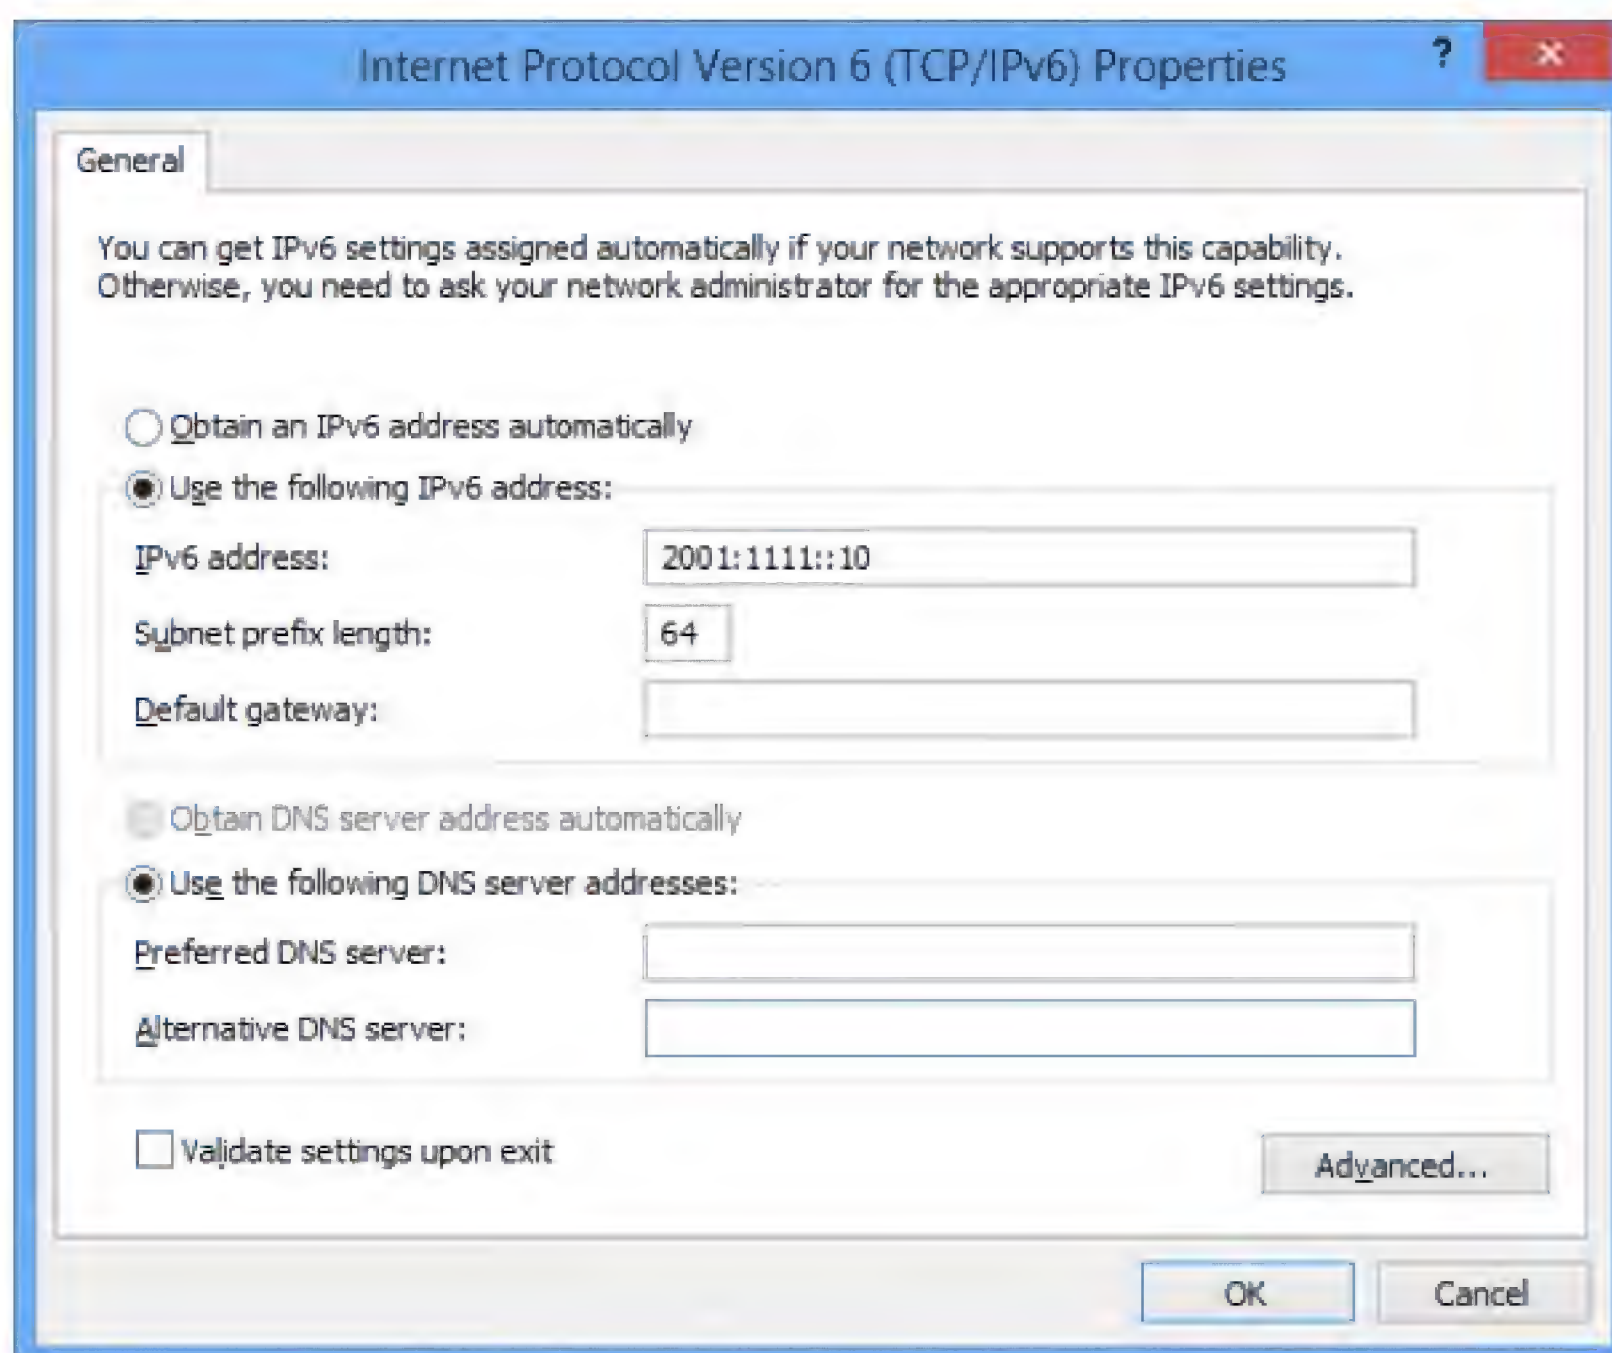 Internet Protocol Version 6 (TCP/IPv6) Properties
?
General
You can get IPv6 settings assigned automatically if your network supports this capability.
Otherwise, you need to ask your network administrator for the appropriate IPv6 settings.
Obtain an IPv6 address automatically
Use the following IPv6 address:
IPv6 address: 2001:1111::10
Subnet prefix length: 64
Default gateway:
Obtain DNS server address automatically
Use the following DNS server addresses:
Preferred DNS server:
Alternative DNS server:
Validate settings upon exit
Advanced...
OK Cancel